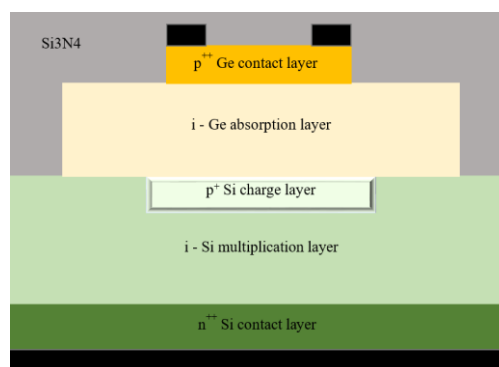 Si3N4
p++ Ge contact layer
i - Ge absorption layer
p+ Si charge layer
i - Si multiplication layer
n++ Si contact layer